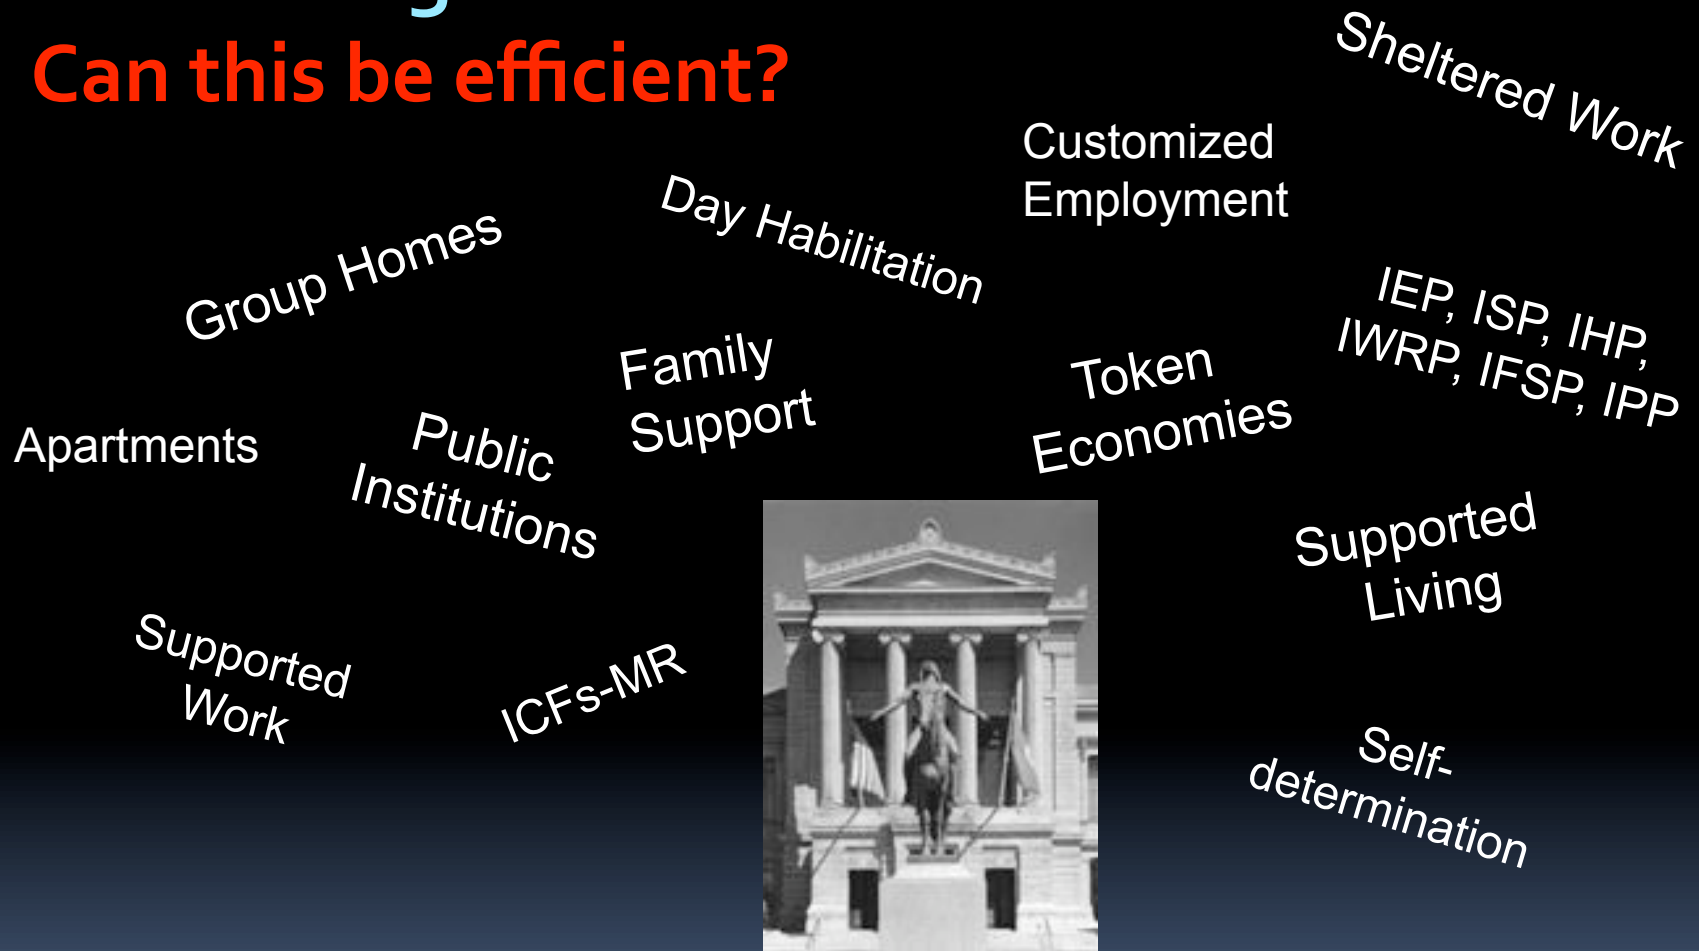 Can this be efficient?
Sheltered Work
Customized
Employment
Day Habilitation
Group Homes
IEP, ISP, IHP,
IWRP, IFSP, IPP
Family
Support
Token
Economies
Apartments
Public
Institutions
Supported
Living
Supported
Work
ICFs-MR
Self-
determination